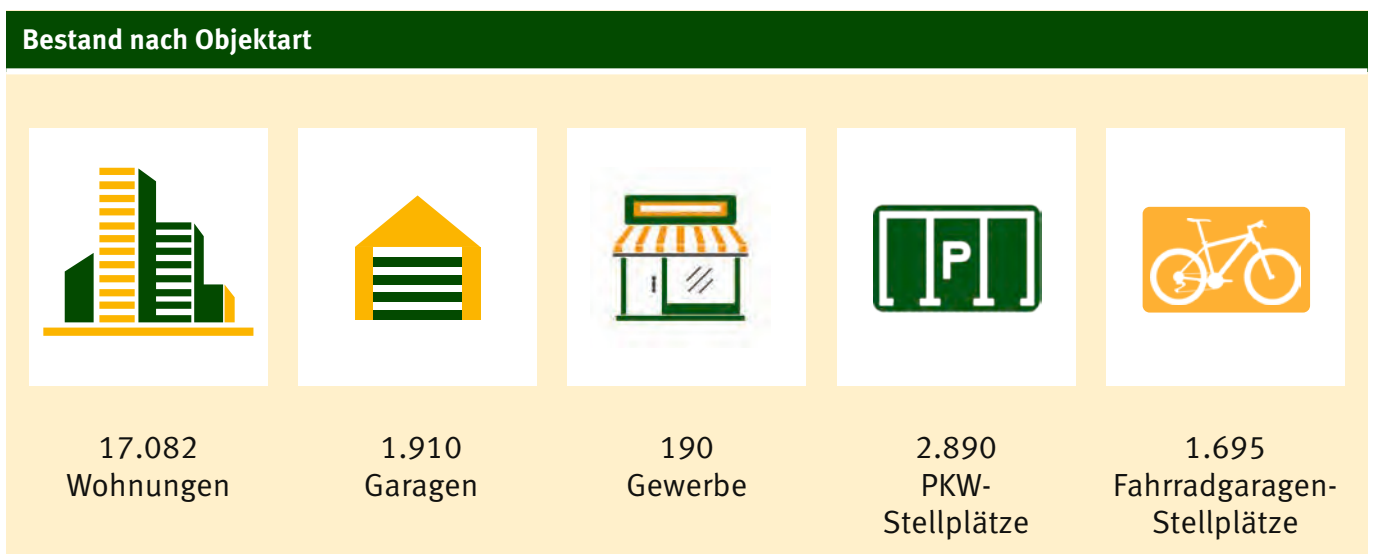 Bestand nach Objektart
P
17.082
Wohnungen
1.910
Garagen
190
Gewerbe
2.890
PKW-
Stellplätze
1.695
Fahrradgaragen-
Stellplätze